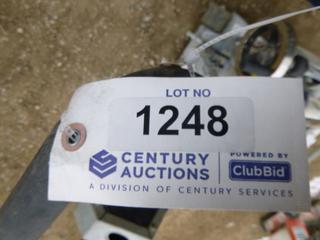 LOT NO
1248
CENTURY AUCTIONS
POWERED BY
ClubBid
A DIVISION OF CENTURY SERVICES